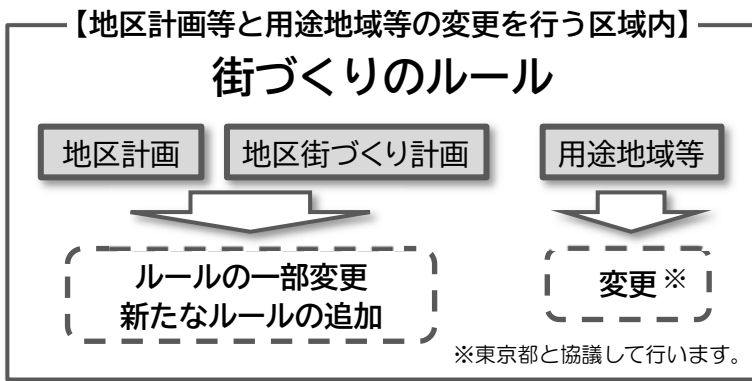 【地区計画等と用途地域等の変更を行う区域内】
街づくりのルール
地区計画 地区街づくり計画 用途地域等
ルールの一部変更
新たなルールの追加
変更※
※東京都と協議して行います。